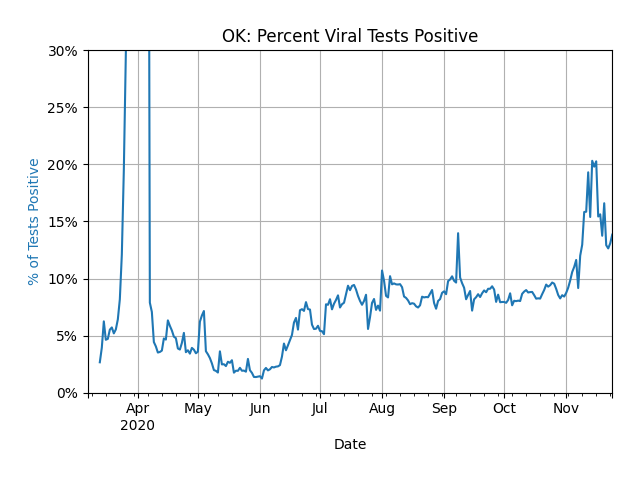 OK: Percent Viral Tests Positive
30%
25%
20%
15%
10%
5%
0%
% of Tests Positive
Apr May Jun Jul Aug Sep Oct Nov
2020
Date